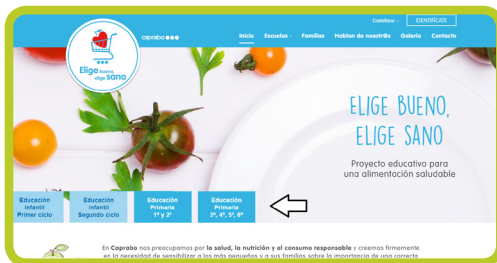 Castellano
IDENTIFÍCATE
caprabo
Inicio Escuelas Familias Hablan de nosotr@s Galería Contacto
Elige bueno,
elige sano
ELIGE BUENO,
ELIGE SANO
Proyecto educativo para
una alimentación saludable
Educación
Infantil
Primer ciclo
Educación
Infantil
Segundo ciclo
Educación
Primaria
1º y 2º
Educación
Primaria
3º, 4º, 5º, 6º
En Caprabo nos preocupamos por la salud, la nutrición y el consumo responsable y creemos firmemente
en la necesidad de sensibilizar a los más pequeños y a sus familias sobre la importancia de una correcta